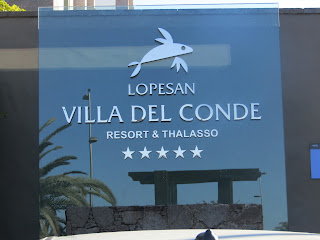 LOPESAN
VILLA DEL CONDE
RESORT & THALASSO